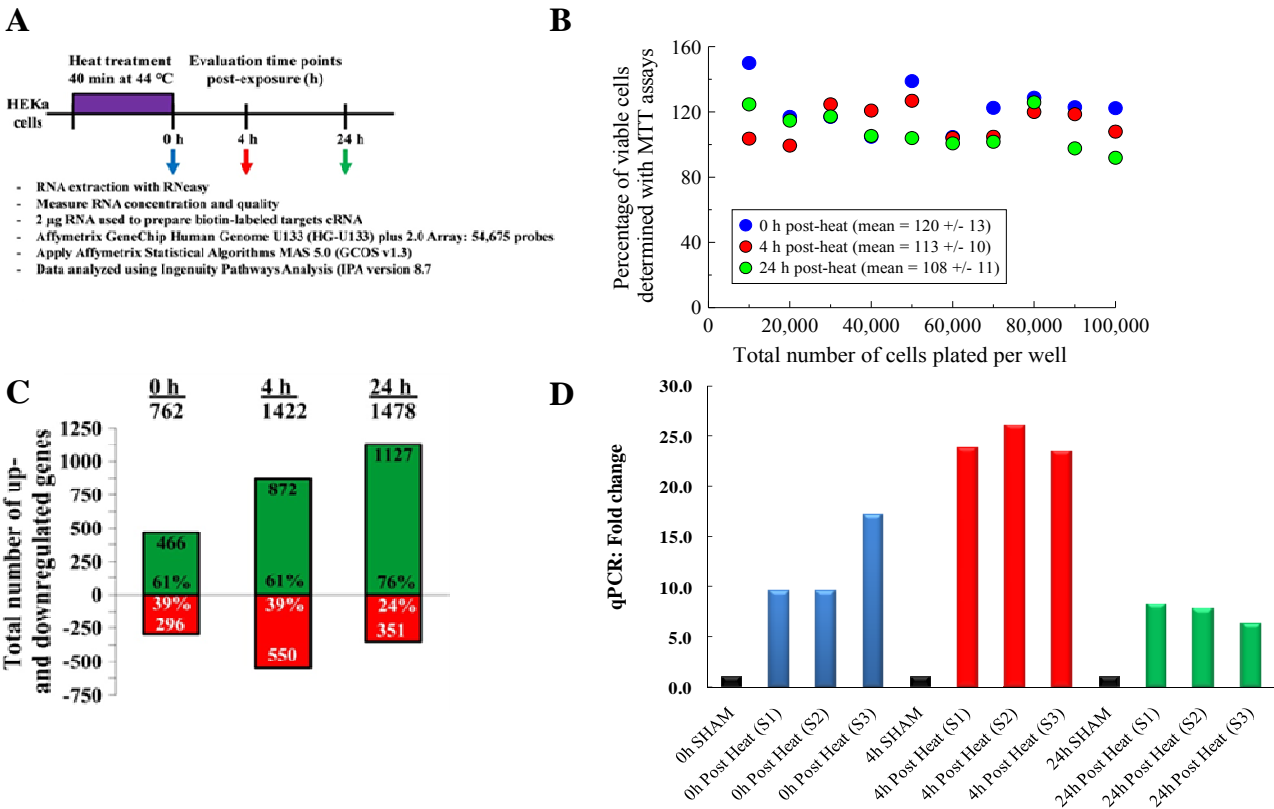 A
Heat treatment
40 min at 44 °C
Evaluation time points
post-exposure (h)
HEKa
cells
0 h
4 h
24 h
- RNA extraction with RNeasy
- Measure RNA concentration and quality
- 2 µg RNA used to prepare biotin-labeled targets cRNA
- Affymetrix GeneChip Human Genome U133 (HG-U133) plus 2.0 Array: 54,675 probes
- Apply Affymetrix Statistical Algorithms MAS 5.0 (GCOS v1.3)
- Data analyzed using Ingenuity Pathways Analysis (IPA version 8.7
B
Percentage of viable cells
determined with MTT assays
160
120
80
40
0
0 h post-heat (mean = 120 +/- 13)
4 h post-heat (mean = 113 +/- 10)
24 h post-heat (mean = 108 +/- 11)
0 20,000 40,000 60,000 80,000 100,000
Total number of cells plated per well
C
0 h 4 h 24 h
762 1422 1478
Total number of up-
and downregulated genes
1250
1000
750
500
250
0
-250
-500
-750
466
61%
39%
296
872
61%
39%
550
1127
76%
24%
351
D
qPCR: Fold change
30.0
25.0
20.0
15.0
10.0
5.0
0.0
0h SHAM
0h Post Heat (S1)
0h Post Heat (S2)
0h Post Heat (S3)
4h SHAM
4h Post Heat (S1)
4h Post Heat (S2)
4h Post Heat (S3)
24h SHAM
24h Post Heat (S1)
24h Post Heat (S2)
24h Post Heat (S3)